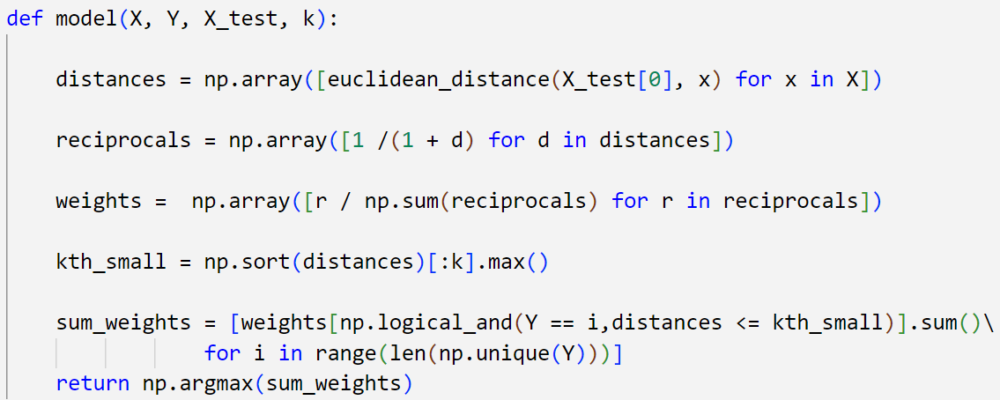 def model(X, Y, X_test, k):
distances = np.array([euclidean_distance(X_test[0], x) for x in X])
reciprocals = np.array([1 /(1 + d) for d in distances])
weights =  np.array([r / np.sum(reciprocals) for r in reciprocals])
kth_small = np.sort(distances)[:k].max()
sum_weights = [weights[np.logical_and(Y == i,distances <= kth_small)].sum()\
for i in range(len(np.unique(Y)))]
return np.argmax(sum_weights)